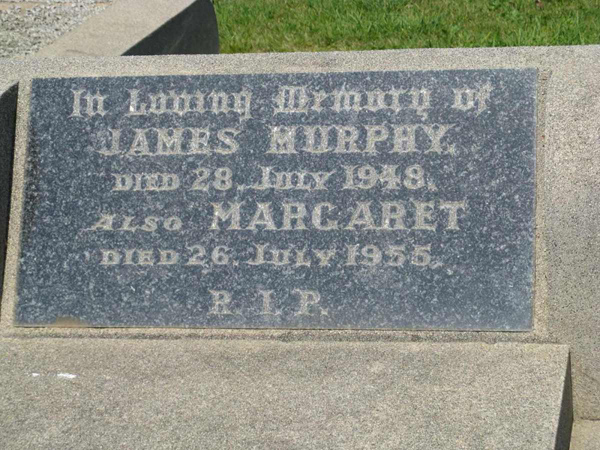 In Loving Memory of
JAMES MURPHY.
DIED 28. JULY 1948.
ALSO MARGARET
DIED 26. JULY 1955.
R. I. P.